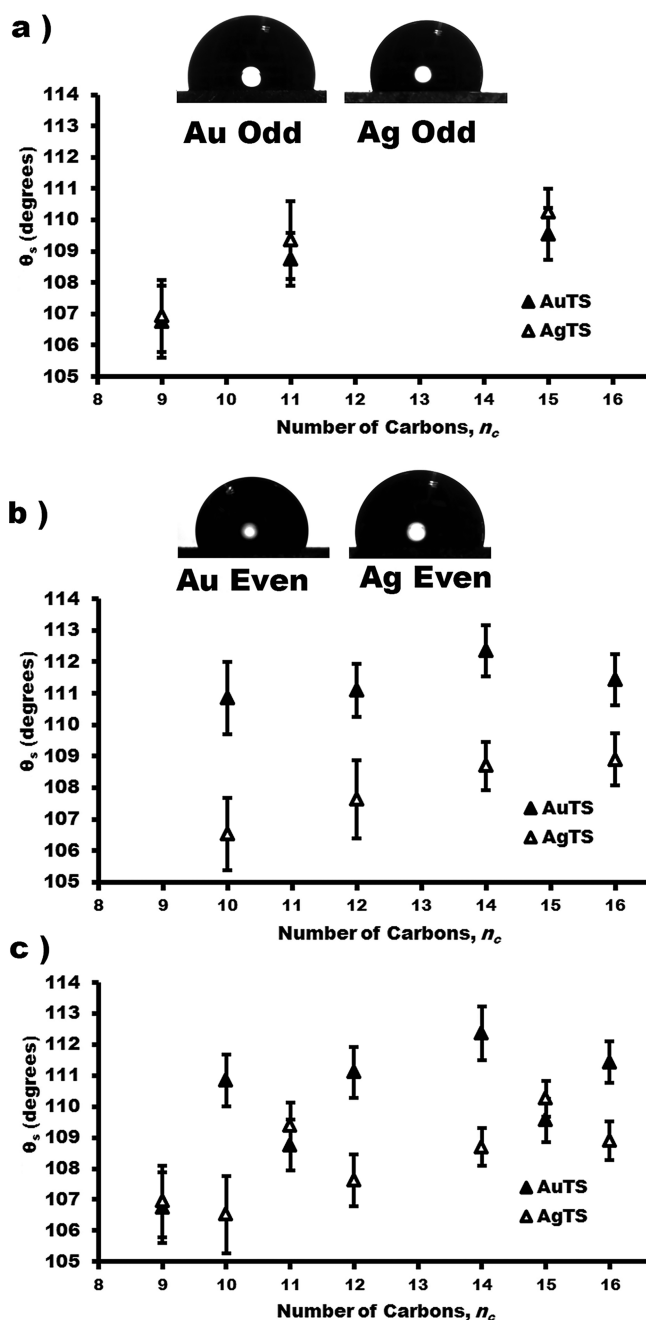 a )
Au Odd Ag Odd
114
113
112
111
110
109
108
107
106
105
θs (degrees)
AuTS
AgTS
8 9 10 11 12 13 14 15 16
Number of Carbons, nc
b )
Au Even Ag Even
114
113
112
111
110
109
108
107
106
105
θs (degrees)
AuTS
AgTS
8 9 10 11 12 13 14 15 16
Number of Carbons, nc
c )
114
113
112
111
110
109
108
107
106
105
θs (degrees)
AuTS
AgTS
8 9 10 11 12 13 14 15 16
Number of Carbons, nc